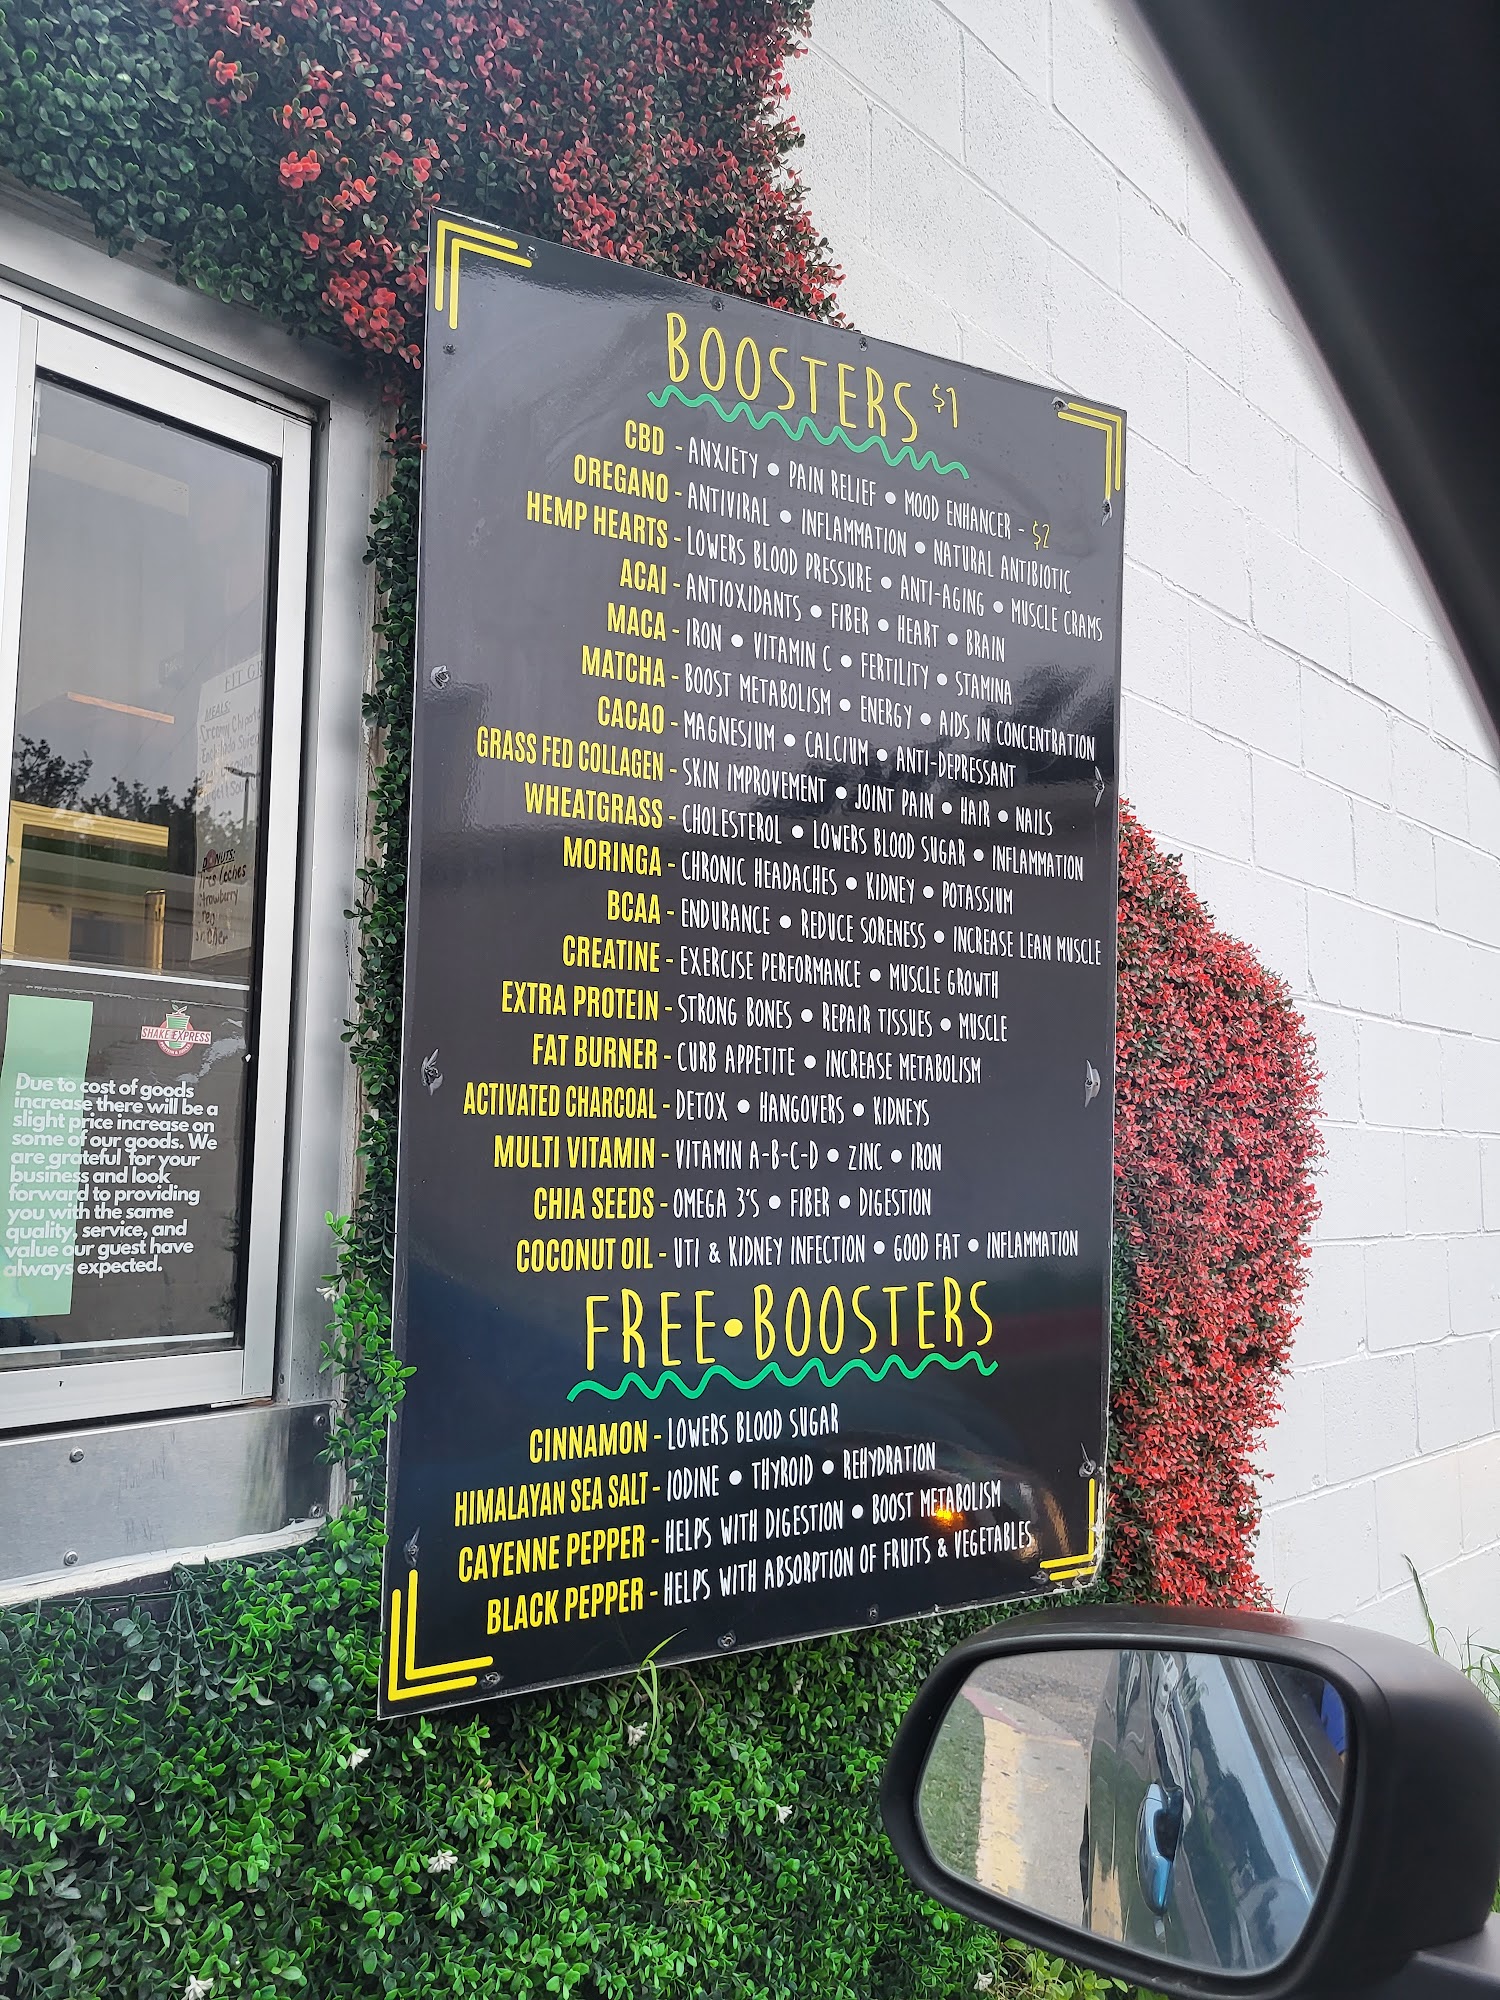 BOOSTERS $1
CBD - ANXIETY • PAIN RELIEF • MOOD ENHANCER - $2
OREGANO - ANTIVIRAL • INFLAMMATION • NATURAL ANTIBIOTIC
HEMP HEARTS - LOWERS BLOOD PRESSURE • ANTI-AGING • MUSCLE CRAMS
ACAI - ANTIOXIDANTS • FIBER • HEART • BRAIN
MACA - IRON • VITAMIN C • FERTILITY • STAMINA
MATCHA - BOOST METABOLISM • ENERGY • AIDS IN CONCENTRATION
CACAO - MAGNESIUM • CALCIUM • ANTI-DEPRESSANT
GRASS FED COLLAGEN - SKIN IMPROVEMENT • JOINT PAIN • HAIR • NAILS
WHEATGRASS - CHOLESTEROL • LOWERS BLOOD SUGAR • INFLAMMATION
MORINGA - CHRONIC HEADACHES • KIDNEY • POTASSIUM
BCAA - ENDURANCE • REDUCE SORENESS • INCREASE LEAN MUSCLE
CREATINE - EXERCISE PERFORMANCE • MUSCLE GROWTH
EXTRA PROTEIN - STRONG BONES • REPAIR TISSUES • MUSCLE
FAT BURNER - CURB APPETITE • INCREASE METABOLISM
ACTIVATED CHARCOAL - DETOX • HANGOVERS • KIDNEYS
MULTI VITAMIN - VITAMIN A-B-C-D • ZINC • IRON
CHIA SEEDS - OMEGA 3'S • FIBER • DIGESTION
COCONUT OIL - UTI & KIDNEY INFECTION • GOOD FAT • INFLAMMATION
FREE • BOOSTERS
CINNAMON - LOWERS BLOOD SUGAR
HIMALAYAN SEA SALT - IODINE • THYROID • REHYDRATION
CAYENNE PEPPER - HELPS WITH DIGESTION • BOOST METABOLISM
BLACK PEPPER - HELPS WITH ABSORPTION OF FRUITS & VEGETABLES
MEALS:
SHAKE EXPRESS
Due to cost of goods
increase there will be a
slight price increase on
some of our goods. We
are grateful for your
business and look
forward to providing
you with the same
quality, service, and
value our guest have
always expected.